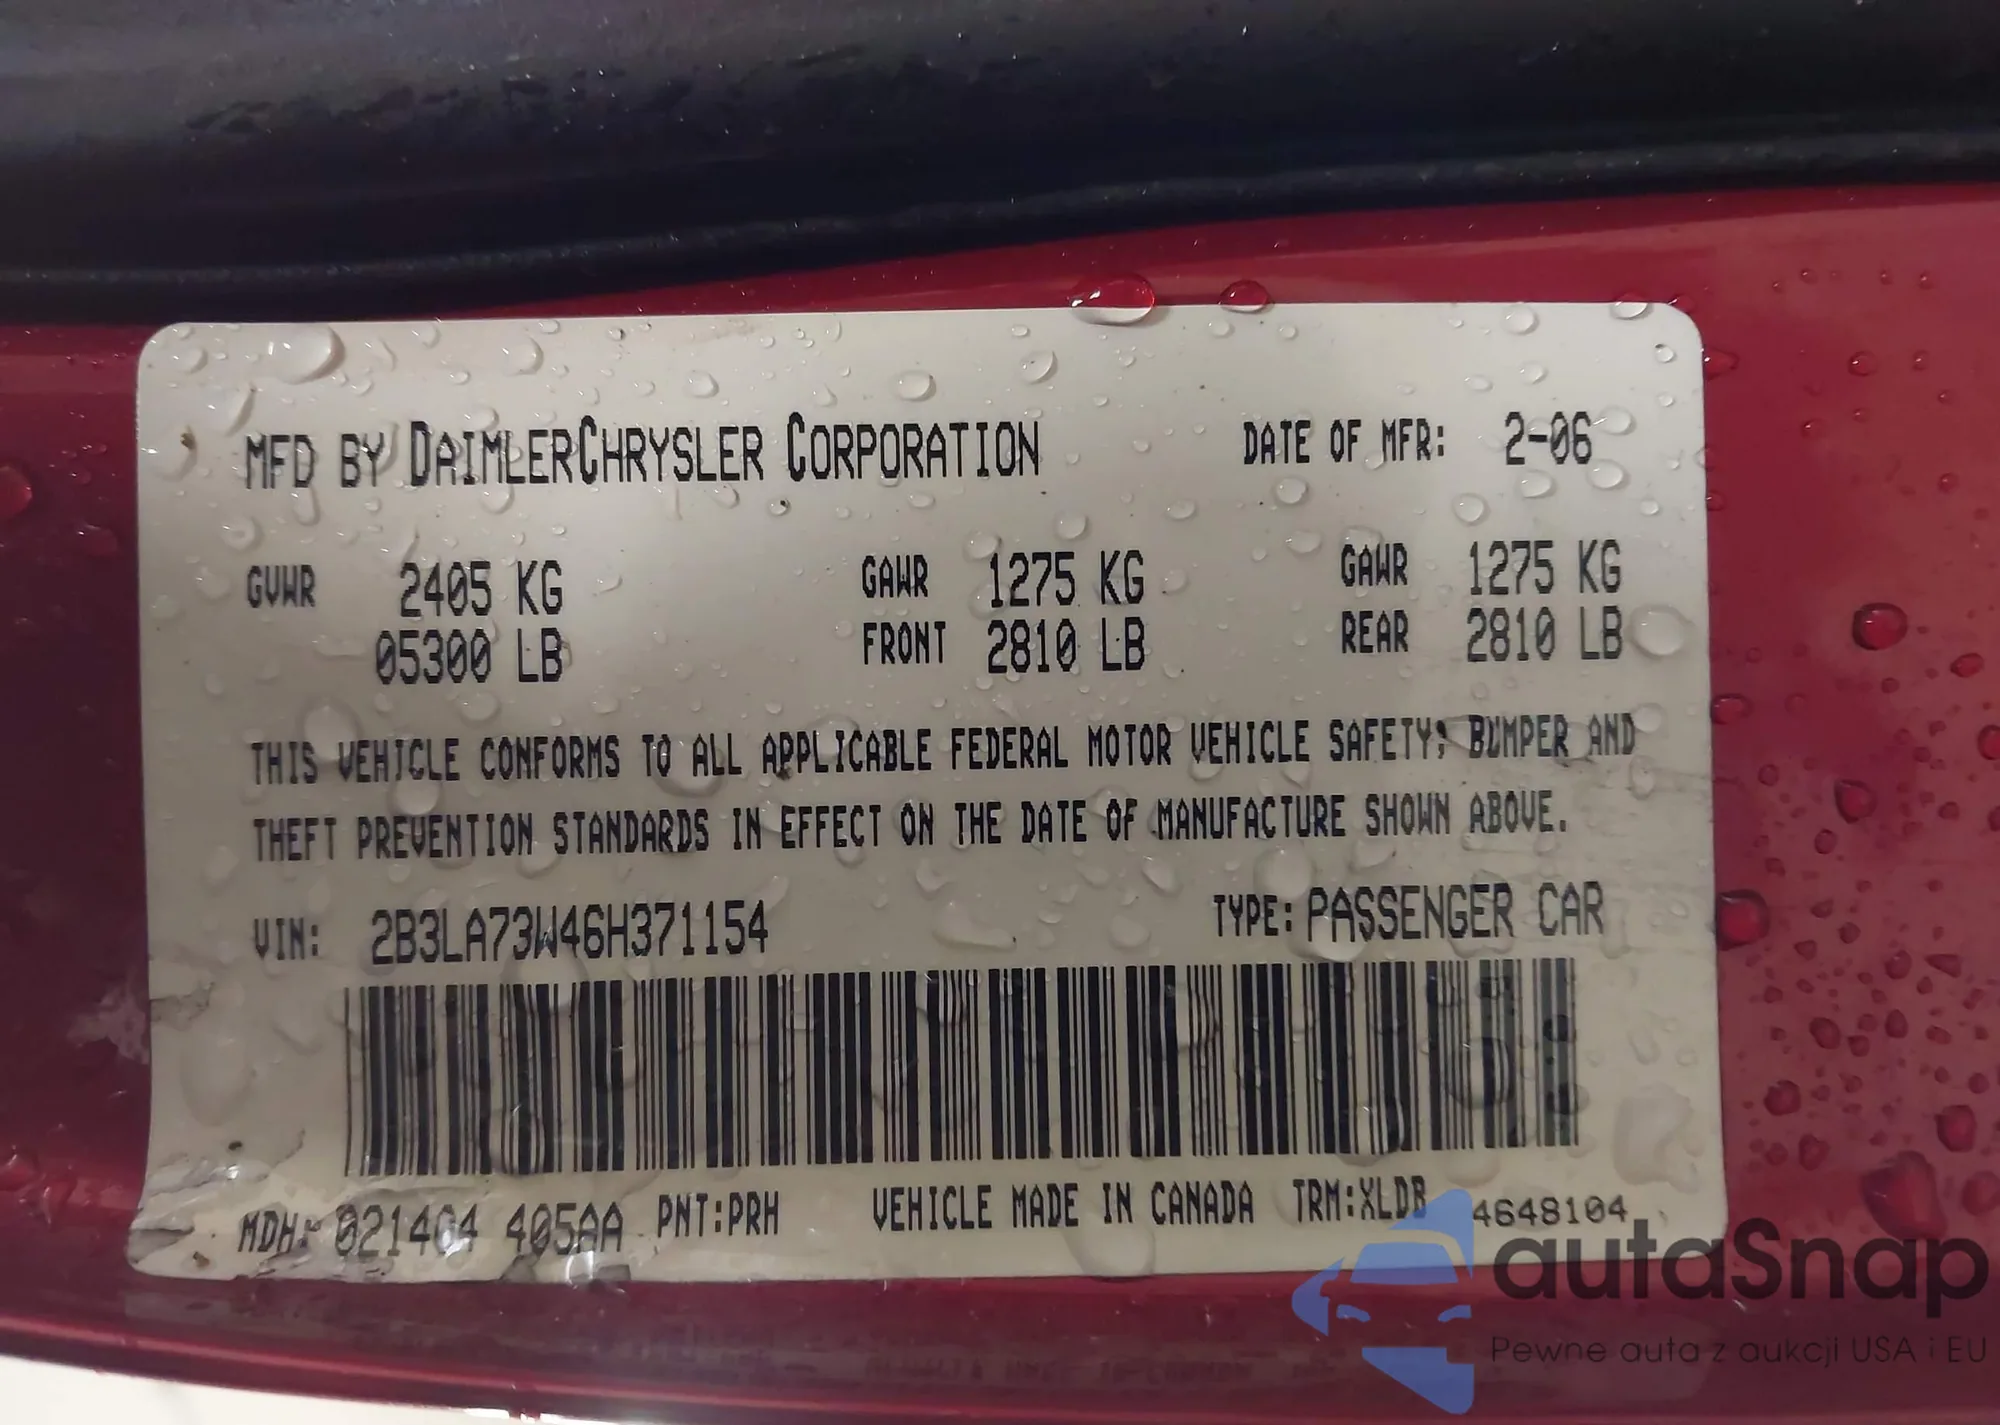 MFD BY DAIMLERCHRYSLER CORPORATION DATE OF MFR: 2-06
GVWR 2405 KG GAWR 1275 KG GAWR 1275 KG
05300 LB FRONT 2810 LB REAR 2810 LB
THIS VEHICLE CONFORMS TO ALL APPLICABLE FEDERAL MOTOR VEHICLE SAFETY, BUMPER AND
THEFT PREVENTION STANDARDS IN EFFECT ON THE DATE OF MANUFACTURE SHOWN ABOVE.
VIN: 2B3LA73W46H371154 TYPE: PASSENGER CAR
MDH: 021404 405AA PNT:PRH VEHICLE MADE IN CANADA TRM:XLDB 4648104
autaSnap
Pewne auta z aukcji USA i EU